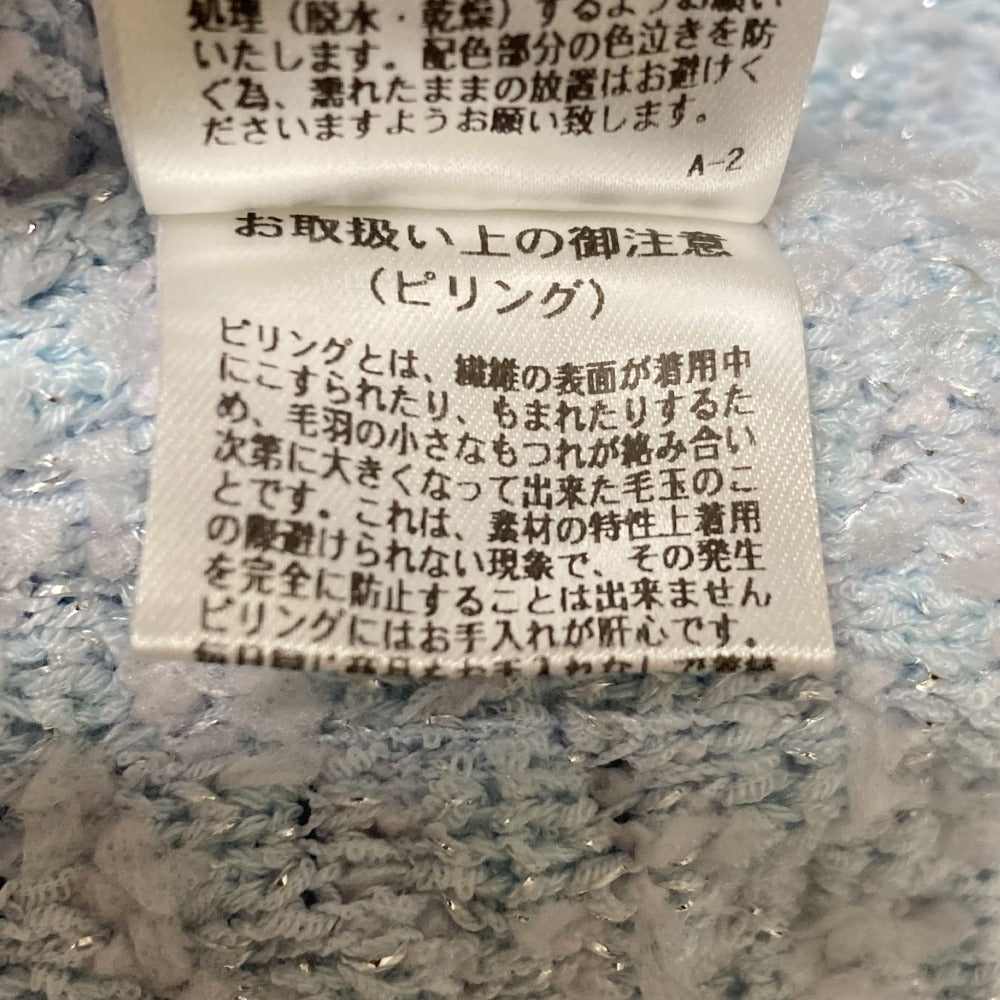 処理（脱水・乾燥）するようお願い
いたします。配色部分の色泣きを防
ぐ為、濡れたままの放置はお避けく
ださいますようお願い致します。
A-2
お取扱い上の御注意
（ピリング）
ピリングとは、繊維の表面が着用中
にこすられたり、もまれたりするた
め、毛羽の小さなもつれが絡み合い
次第に大きくなって出来た毛玉のこ
とです。これは、素材の特性上着用
の際避けられない現象で、その発生
を完全に防止することは出来ません
ピリングにはお手入れが肝心です。